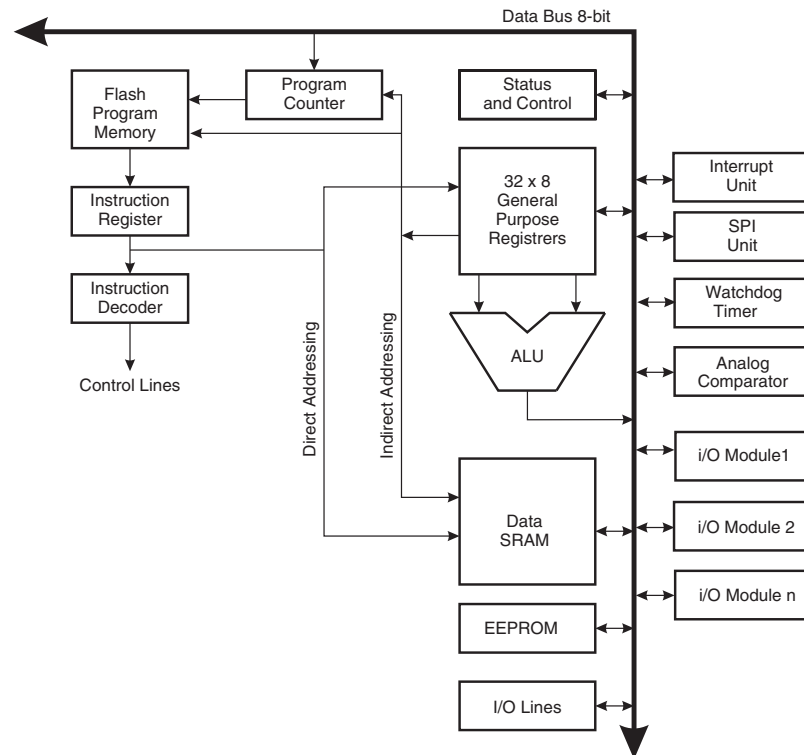 Data Bus 8-bit
Flash
Program
Memory
Program
Counter
Status
and Control
Instruction
Register
32 x 8
General
Purpose
Registrers
Interrupt
Unit
SPI
Unit
Instruction
Decoder
Watchdog
Timer
Control Lines
Direct Addressing
Indirect Addressing
ALU
Analog
Comparator
i/O Module1
Data
SRAM
i/O Module 2
i/O Module n
EEPROM
I/O Lines